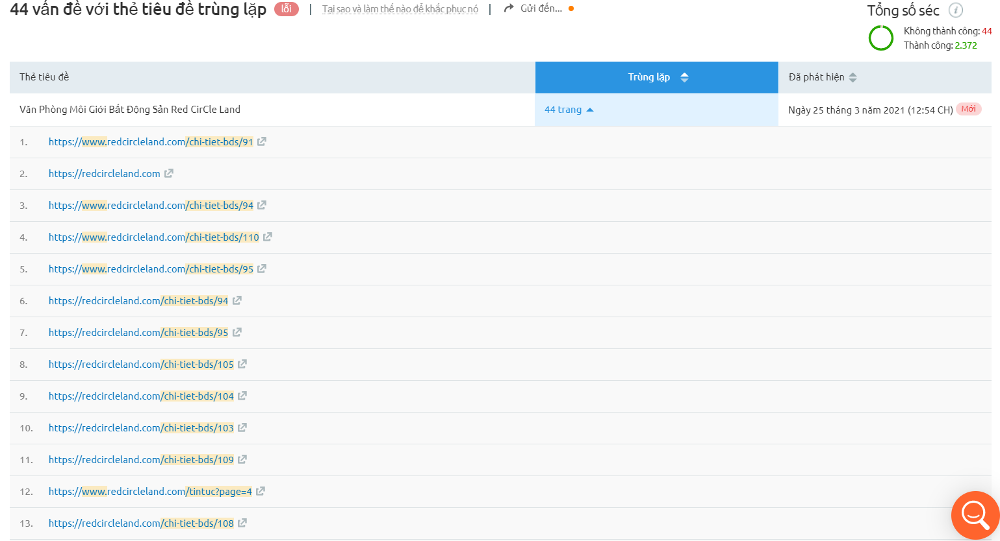 44 vấn đề với thẻ tiêu đề trùng lặp lỗi | Tại sao và làm thế nào để khắc phục nó | Gửi đến...
Tổng số séc i
Không thành công: 44
Thành công: 2.372
Thẻ tiêu đề Trùng lặp Đã phát hiện
Văn Phòng Môi Giới Bất Động Sản Red CirCle Land 44 trang Ngày 25 tháng 3 năm 2021 (12:54 CH) Mới
1. https://www.redcircleland.com/chi-tiet-bds/91
2. https://redcircleland.com
3. https://www.redcircleland.com/chi-tiet-bds/94
4. https://www.redcircleland.com/chi-tiet-bds/110
5. https://www.redcircleland.com/chi-tiet-bds/95
6. https://redcircleland.com/chi-tiet-bds/94
7. https://redcircleland.com/chi-tiet-bds/95
8. https://redcircleland.com/chi-tiet-bds/105
9. https://redcircleland.com/chi-tiet-bds/104
10. https://redcircleland.com/chi-tiet-bds/103
11. https://redcircleland.com/chi-tiet-bds/109
12. https://www.redcircleland.com/tintuc?page=4
13. https://redcircleland.com/chi-tiet-bds/108